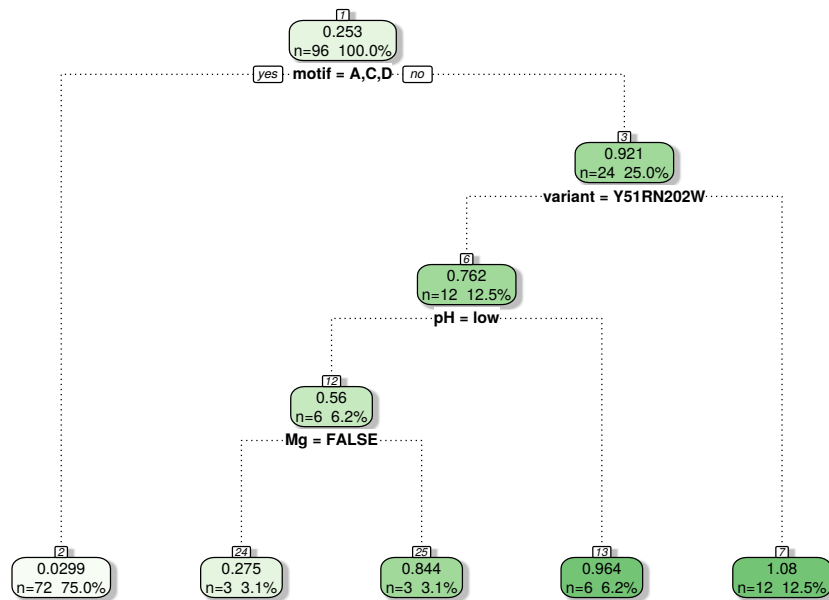 1
0.253
n=96 100.0%
yes motif = A,C,D no
3
0.921
n=24 25.0%
variant = Y51RN202W
6
0.762
n=12 12.5%
pH = low
12
0.56
n=6 6.2%
Mg = FALSE
2
0.0299
n=72 75.0%
24
0.275
n=3 3.1%
25
0.844
n=3 3.1%
13
0.964
n=6 6.2%
7
1.08
n=12 12.5%